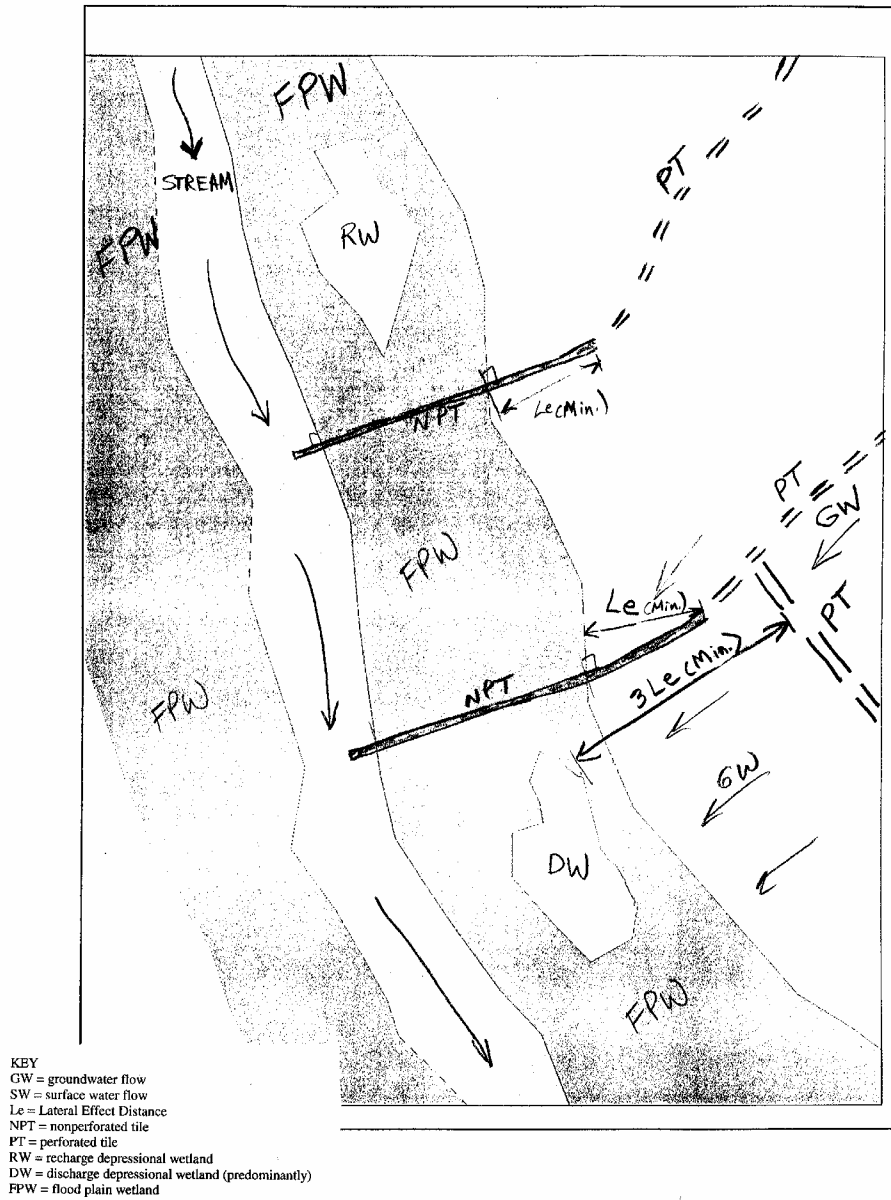 FPW
STREAM
FPW
RW
PT
NPT
Le (Min.)
PT
GW
FPW
Le (Min.)
PT
NPT
3Le (Min.)
FPW
GW
DW
FPW
KEY
GW = groundwater flow
SW = surface water flow
Le = Lateral Effect Distance
NPT = nonperforated tile
PT = perforated tile
RW = recharge depressional wetland
DW = discharge depressional wetland (predominantly)
FPW = flood plain wetland